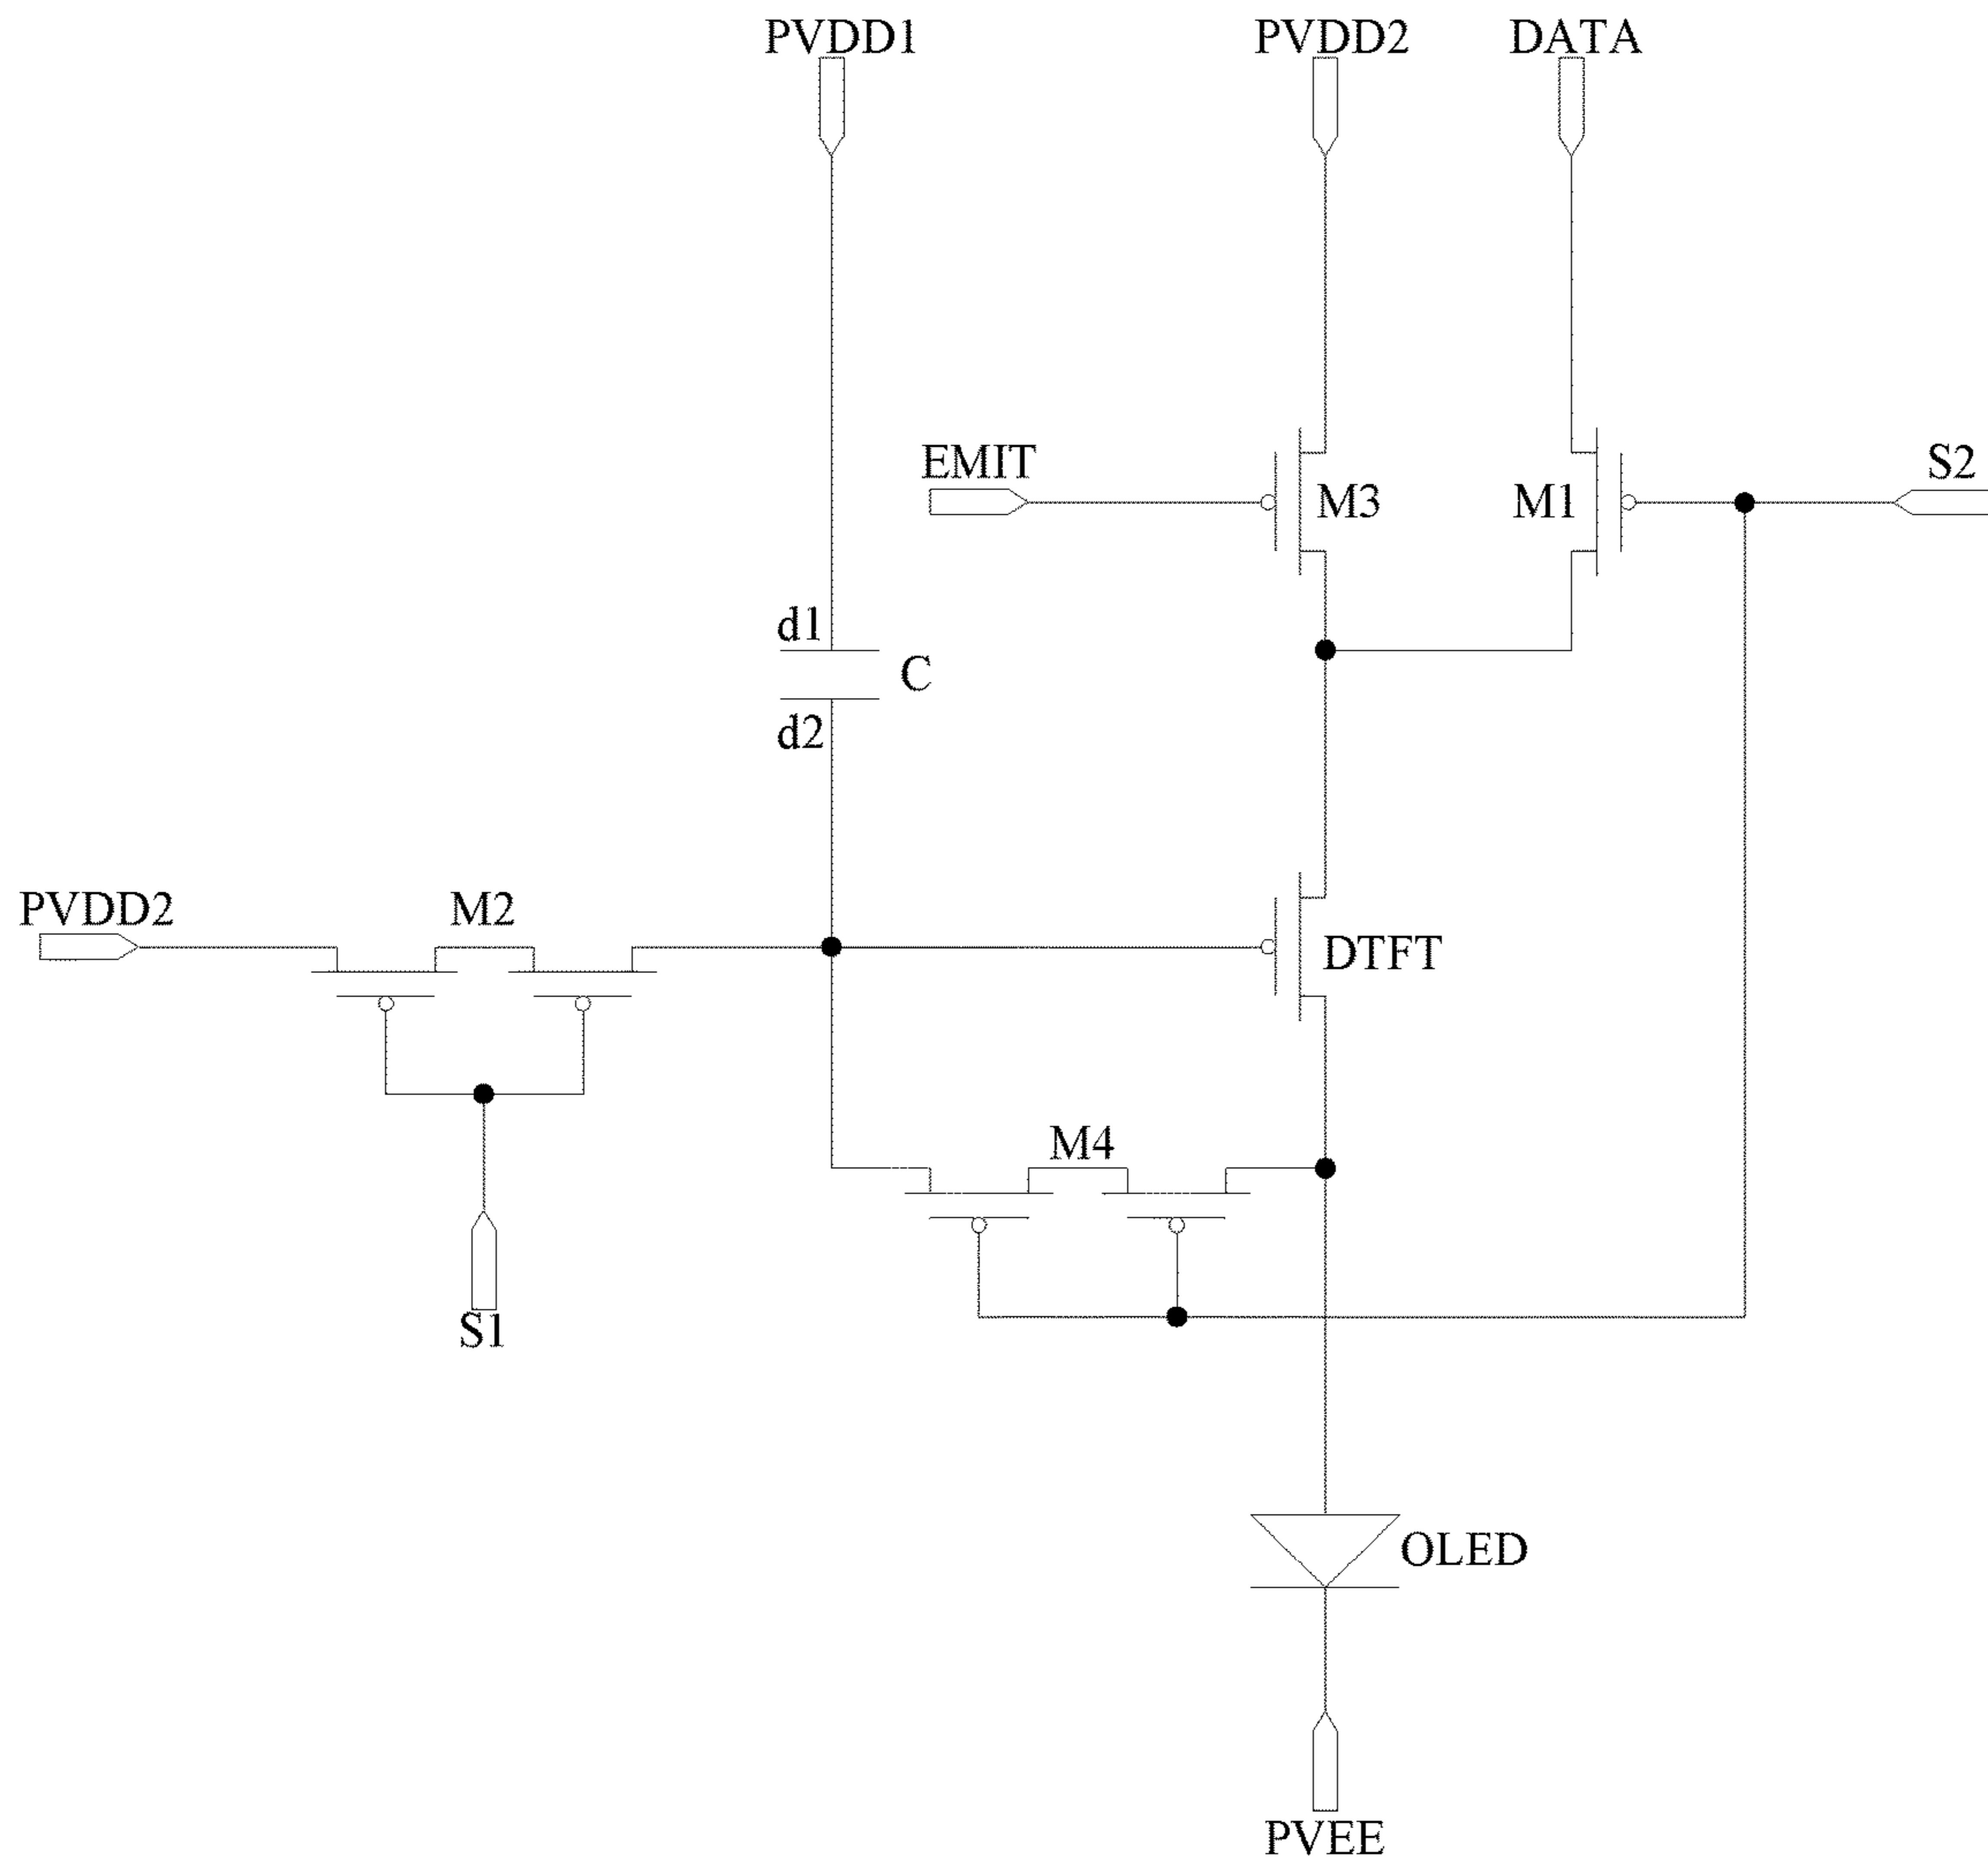 PVDD1
PVDD2
DATA
EMIT
M3
M1
S2
d1
C
d2
PVDD2
M2
DTFT
M4
S1
OLED
PVEE